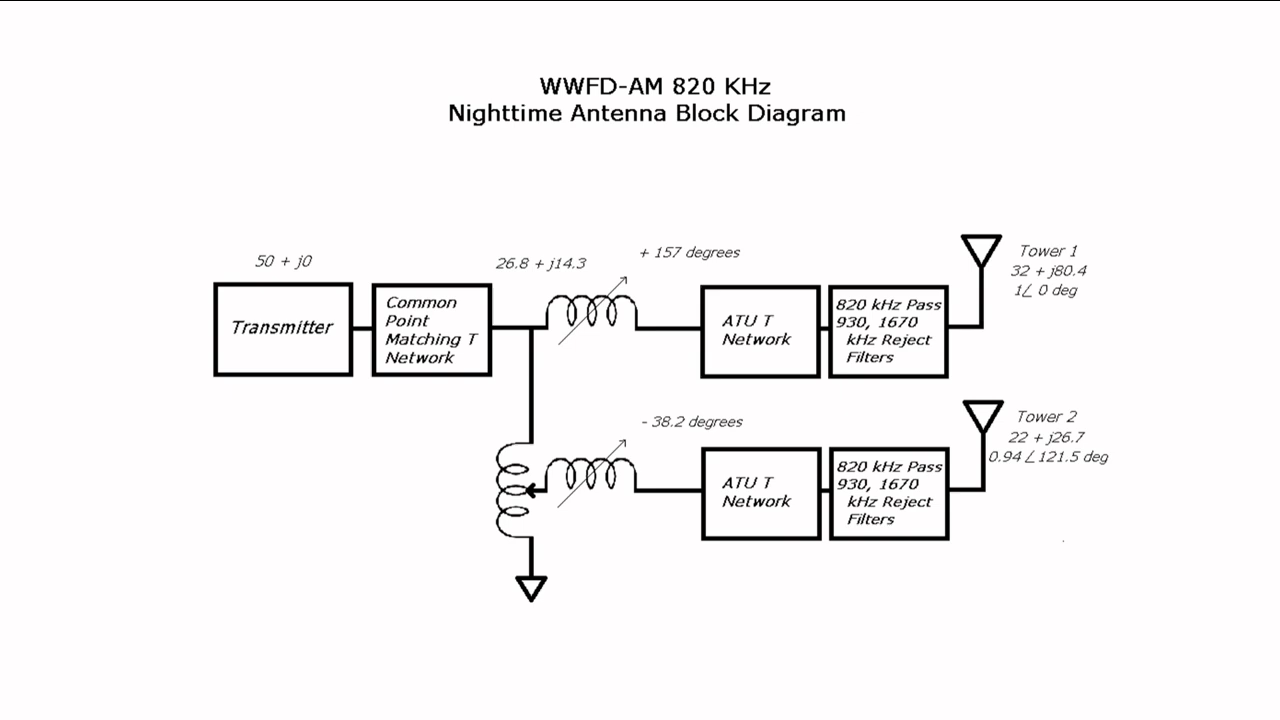 WWFD-AM 820 KHz
Nighttime Antenna Block Diagram
50 + j0
26.8 + j14.3
+ 157 degrees
Transmitter
Common
Point
Matching T
Network
ATU T
Network
820 kHz Pass
930, 1670
kHz Reject
Filters
Tower 1
32 + j80.4
1∠ 0 deg
- 38.2 degrees
ATU T
Network
820 kHz Pass
930, 1670
kHz Reject
Filters
Tower 2
22 + j26.7
0.94 ∠121.5 deg